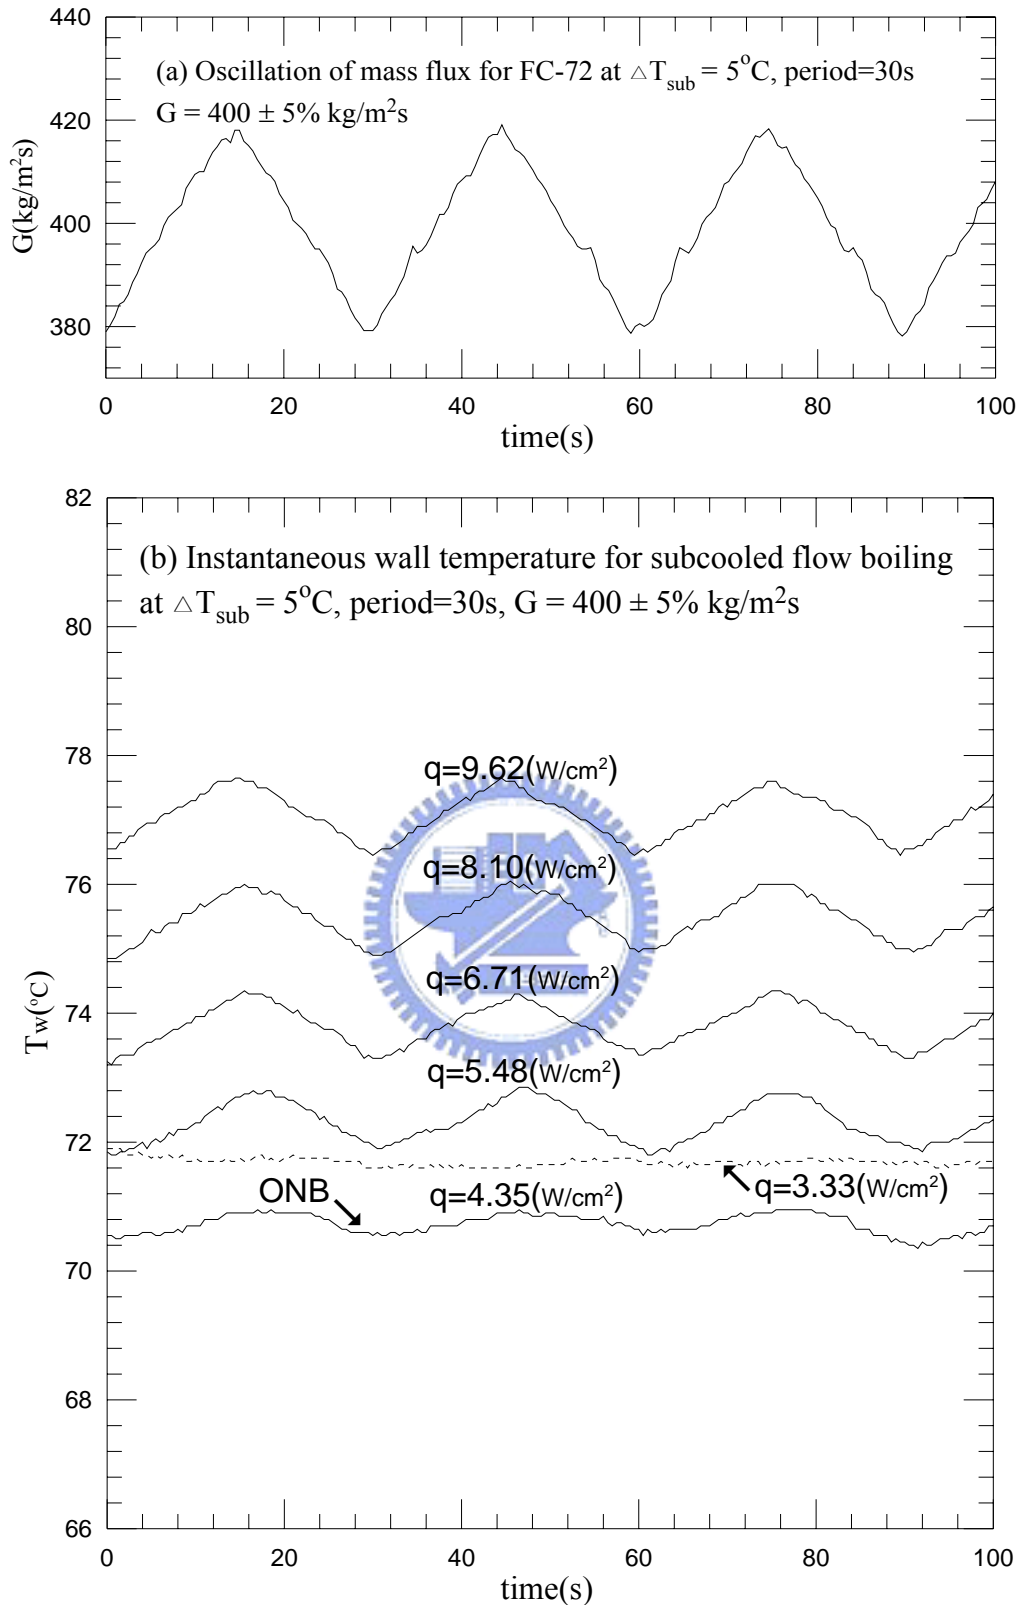 440
(a) Oscillation of mass flux for FC-72 at △T_sub = 5°C, period=30s
G = 400 ± 5% kg/m²s
420
400
380
G(kg/m²s)
0 20 40 60 80 100
time(s)
82
(b) Instantaneous wall temperature for subcooled flow boiling
at △T_sub = 5°C, period=30s, G = 400 ± 5% kg/m²s
80
78
q=9.62(W/cm²)
76
q=8.10(W/cm²)
q=6.71(W/cm²)
74
Tw(°C)
q=5.48(W/cm²)
72
ONB
q=4.35(W/cm²)
q=3.33(W/cm²)
70
68
66
0 20 40 60 80 100
time(s)